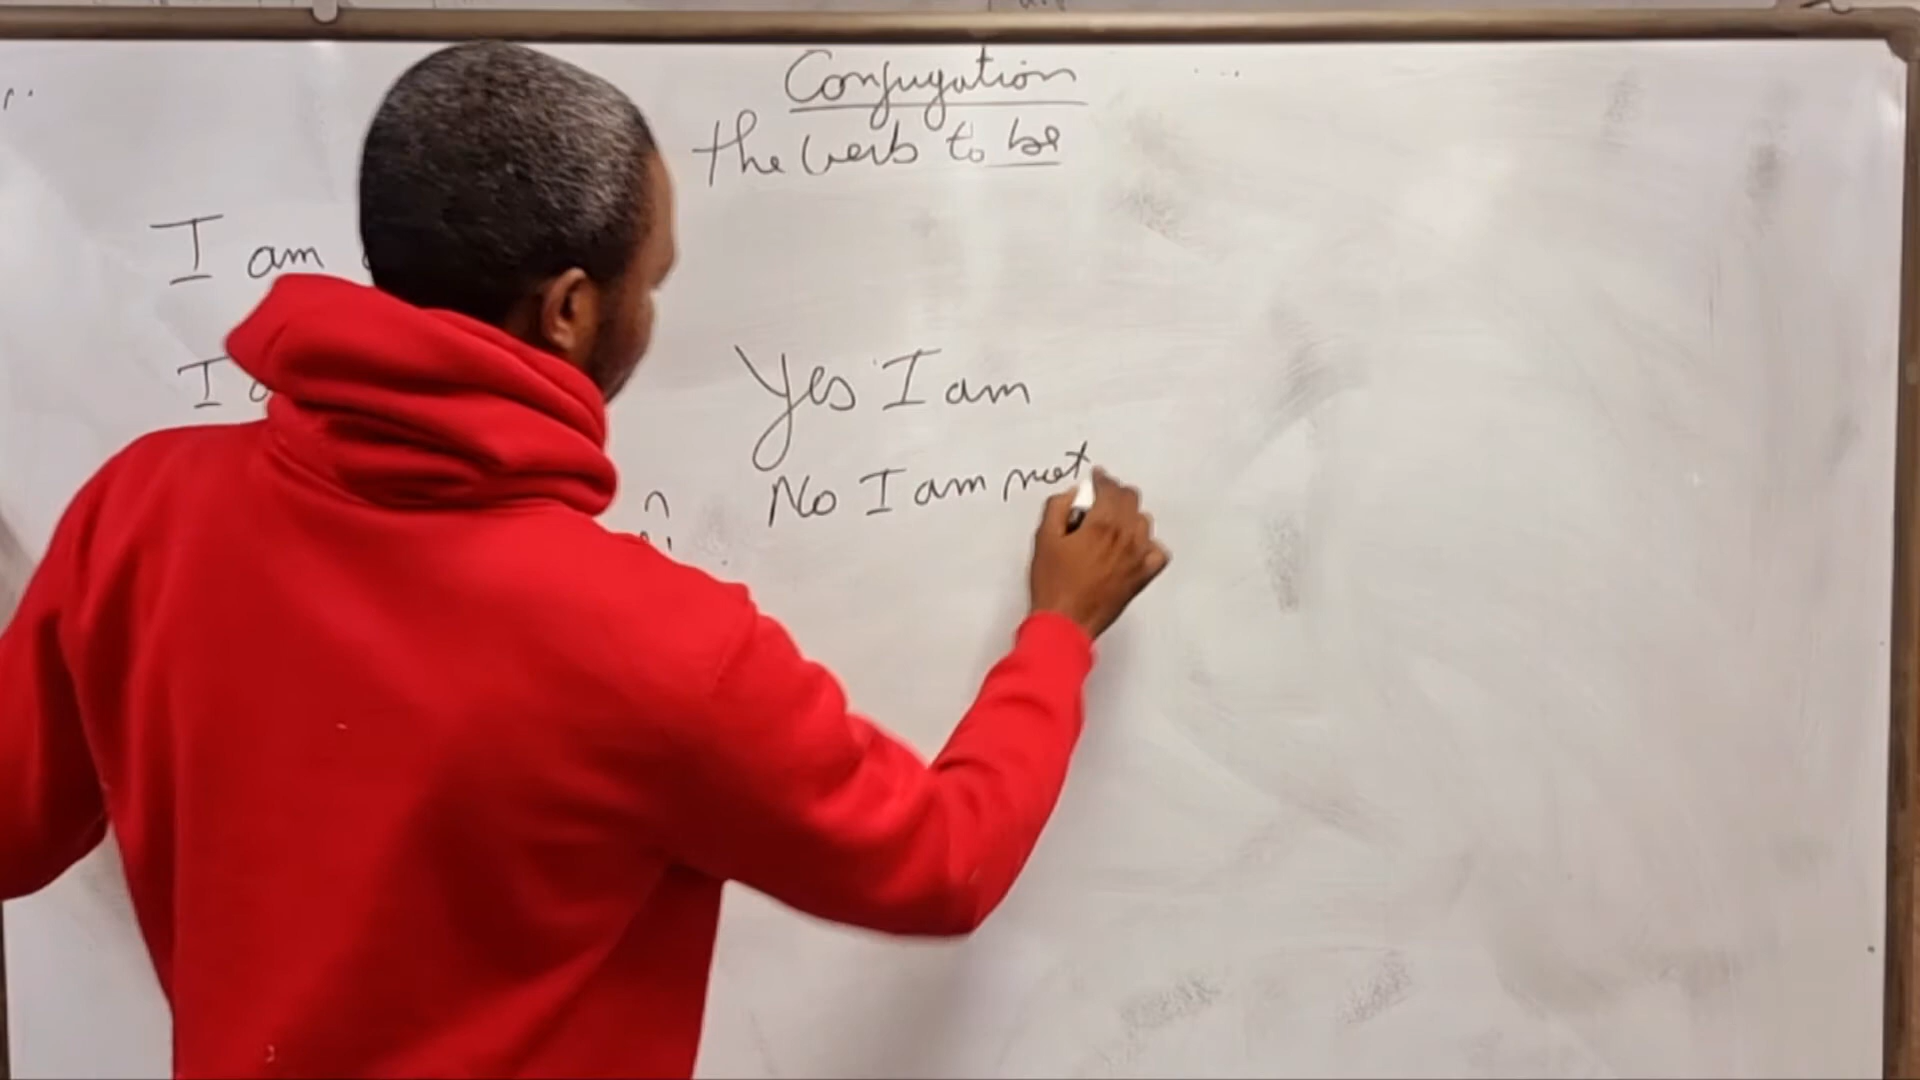 Conjugation
the verb to be
I am
I
Yes I am
No I am not